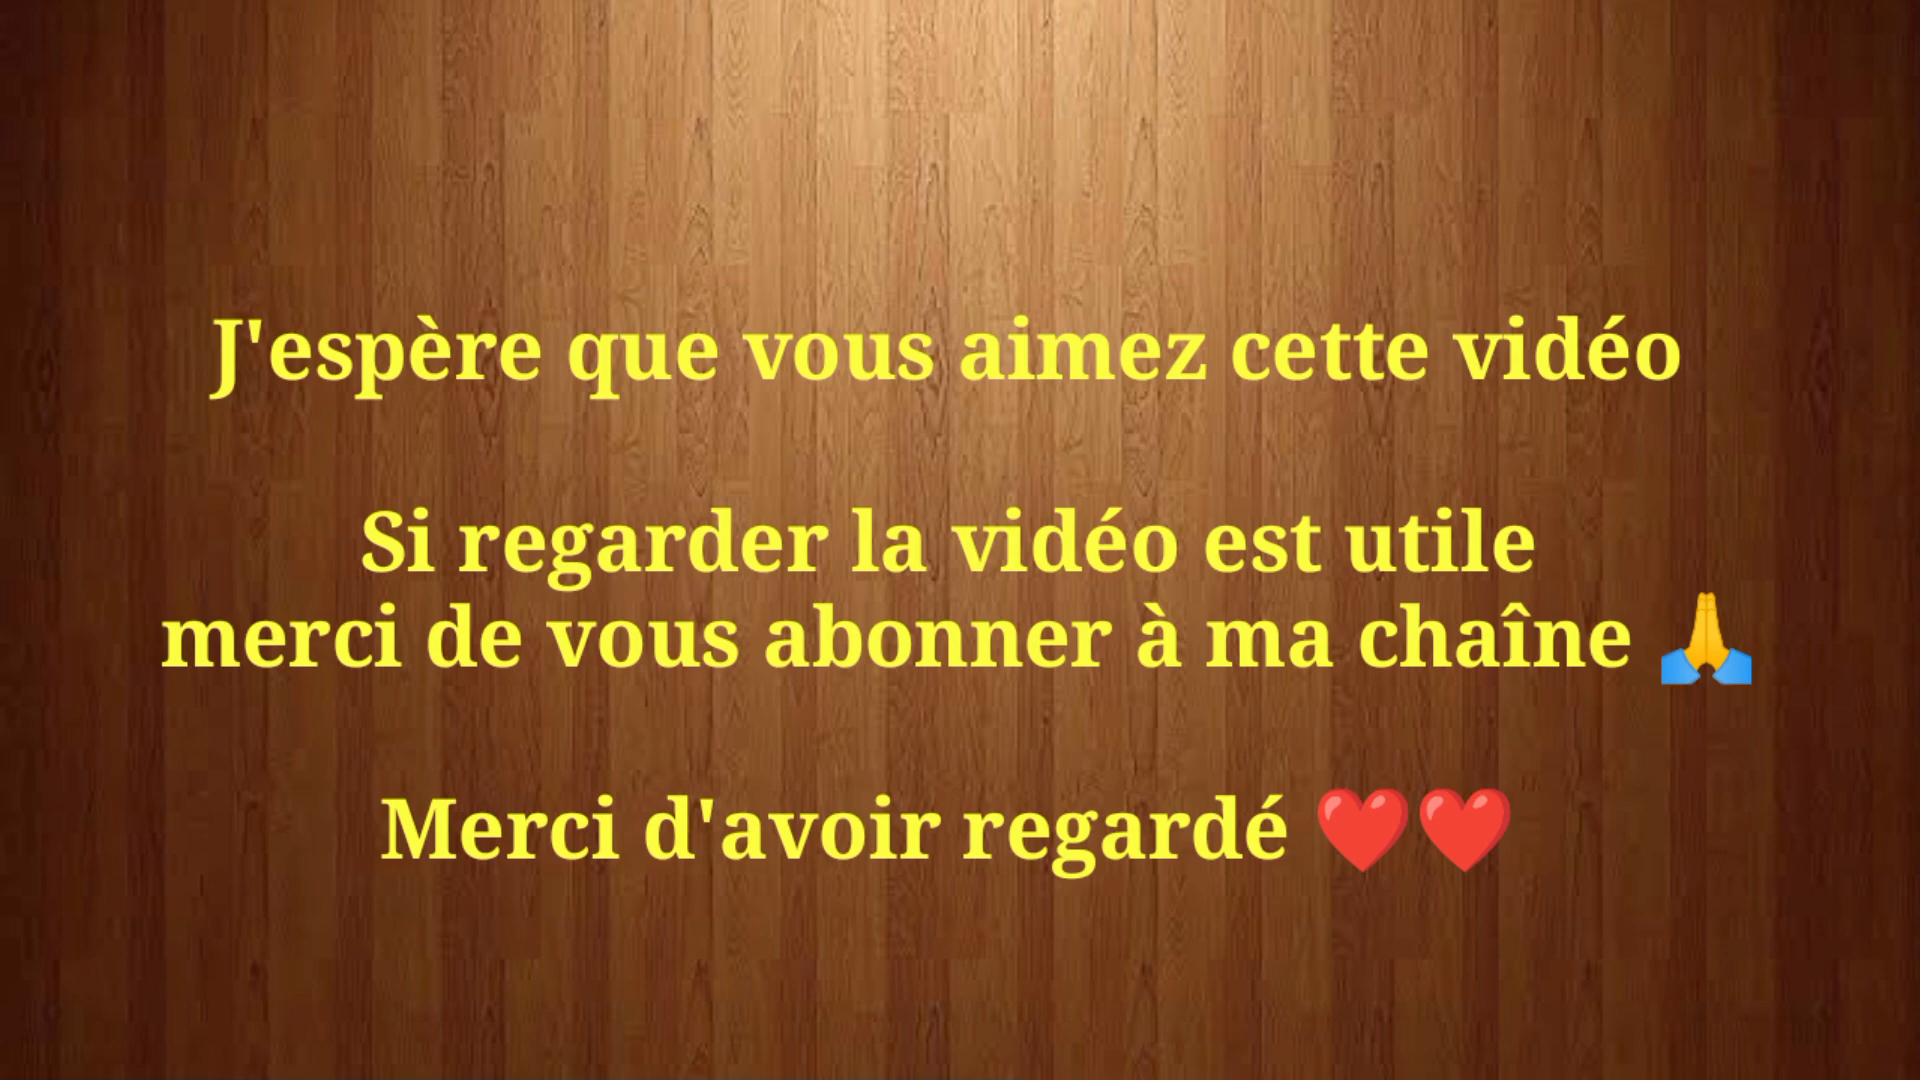 J'espère que vous aimez cette vidéo
Si regarder la vidéo est utile
merci de vous abonner à ma chaîne 🙏
Merci d'avoir regardé ❤️❤️